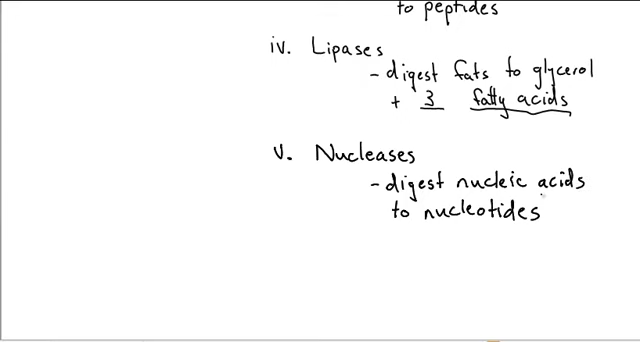 to peptides
iv. Lipases
- digest fats to glycerol
+ 3 fatty acids
v. Nucleases
- digest nucleic acids
to nucleotides